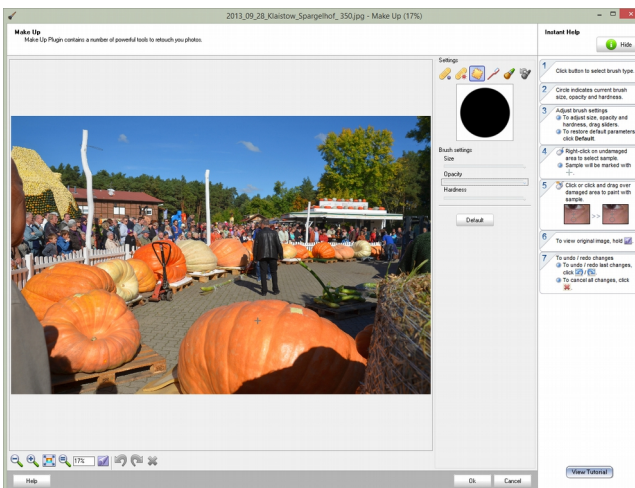 2013_09_28_Klaistow_Spargelhof_ 350.jpg - Make Up (17%)
Make Up
Make Up Plugin contains a number of powerful tools to retouch you photos.
Settings
Brush settings
Size
Opacity
Hardness
Default
17%
Help
Ok
Cancel
Instant Help
Hide
1
Click button to select brush type.
2
Circle indicates current brush
size, opacity and hardness.
3
Adjust brush settings
To adjust size, opacity and
hardness, drag sliders.
To restore default parameters
click Default.
4
Right-click on undamaged
area to select sample.
Sample will be marked with
5
Click or click and drag over
damaged area to paint with
sample.
>>
6
To view original image, hold
7
To undo / redo changes
To undo / redo last changes,
click / .
To cancel all changes, click
.
View Tutorial